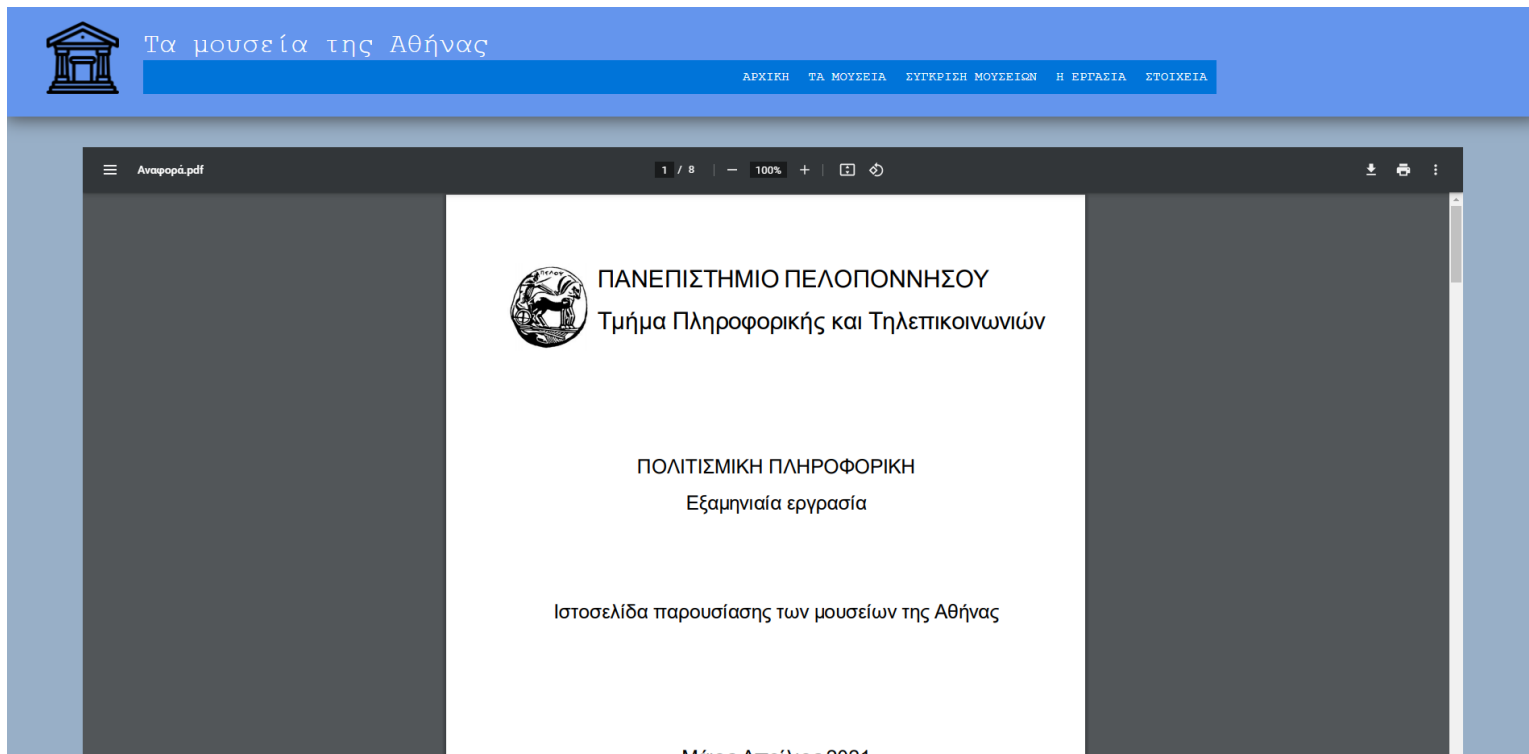 Τα μουσεία της Αθήνας
ΑΡΧΙΚΗ ΤΑ ΜΟΥΣΕΙΑ ΣΥΓΚΡΙΣΗ ΜΟΥΣΕΙΩΝ Η ΕΡΓΑΣΙΑ ΣΤΟΙΧΕΙΑ
Αναφορά.pdf 1 / 8 100%
ΠΑΝΕΠΙΣΤΗΜΙΟ ΠΕΛΟΠΟΝΝΗΣΟΥ
Τμήμα Πληροφορικής και Τηλεπικοινωνιών
ΠΟΛΙΤΙΣΜΙΚΗ ΠΛΗΡΟΦΟΡΙΚΗ
Εξαμηνιαία εργρασία
Ιστοσελίδα παρουσίασης των μουσείων της Αθήνας
2021